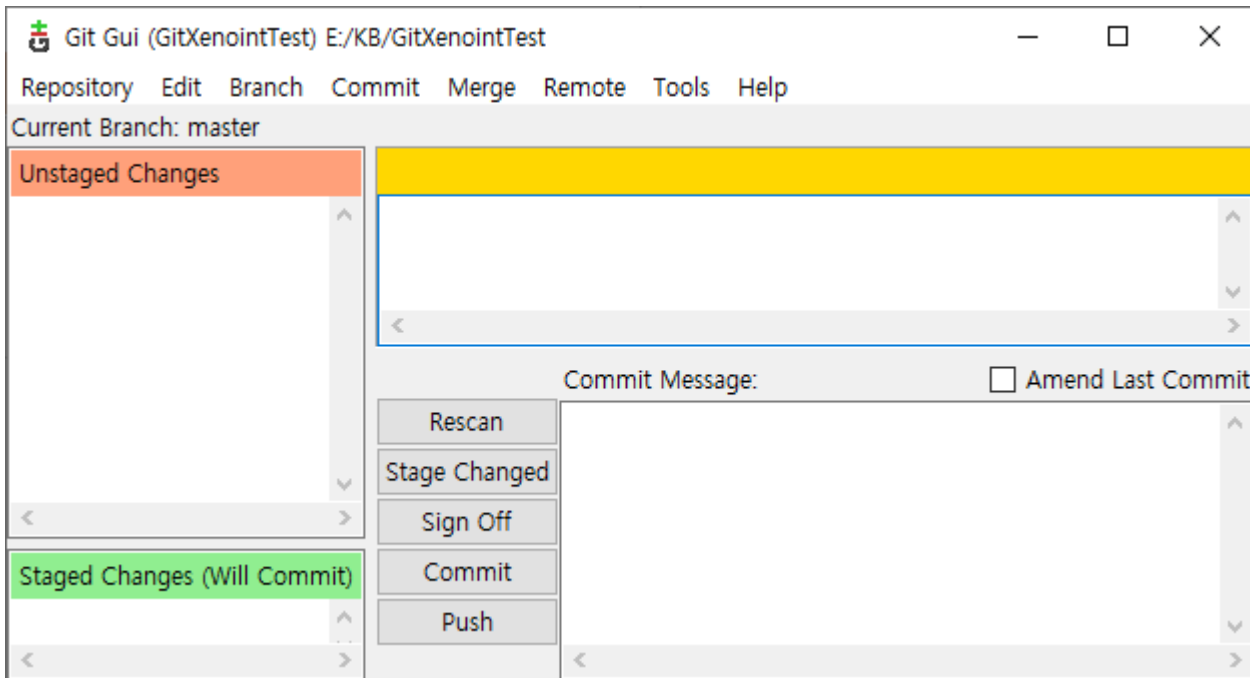 Git Gui (GitXenointTest) E:/KB/GitXenointTest
Repository Edit Branch Commit Merge Remote Tools Help
Current Branch: master
Unstaged Changes
Staged Changes (Will Commit)
Commit Message:
Amend Last Commit
Rescan
Stage Changed
Sign Off
Commit
Push